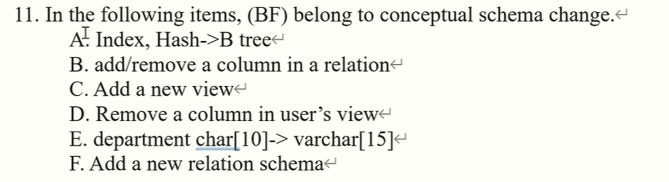 11. In the following items, (BF) belong to conceptual schema change.
A. Index, Hash->B tree
B. add/remove a column in a relation
C. Add a new view
D. Remove a column in user’s view
E. department char[10]-> varchar[15]
F. Add a new relation schema